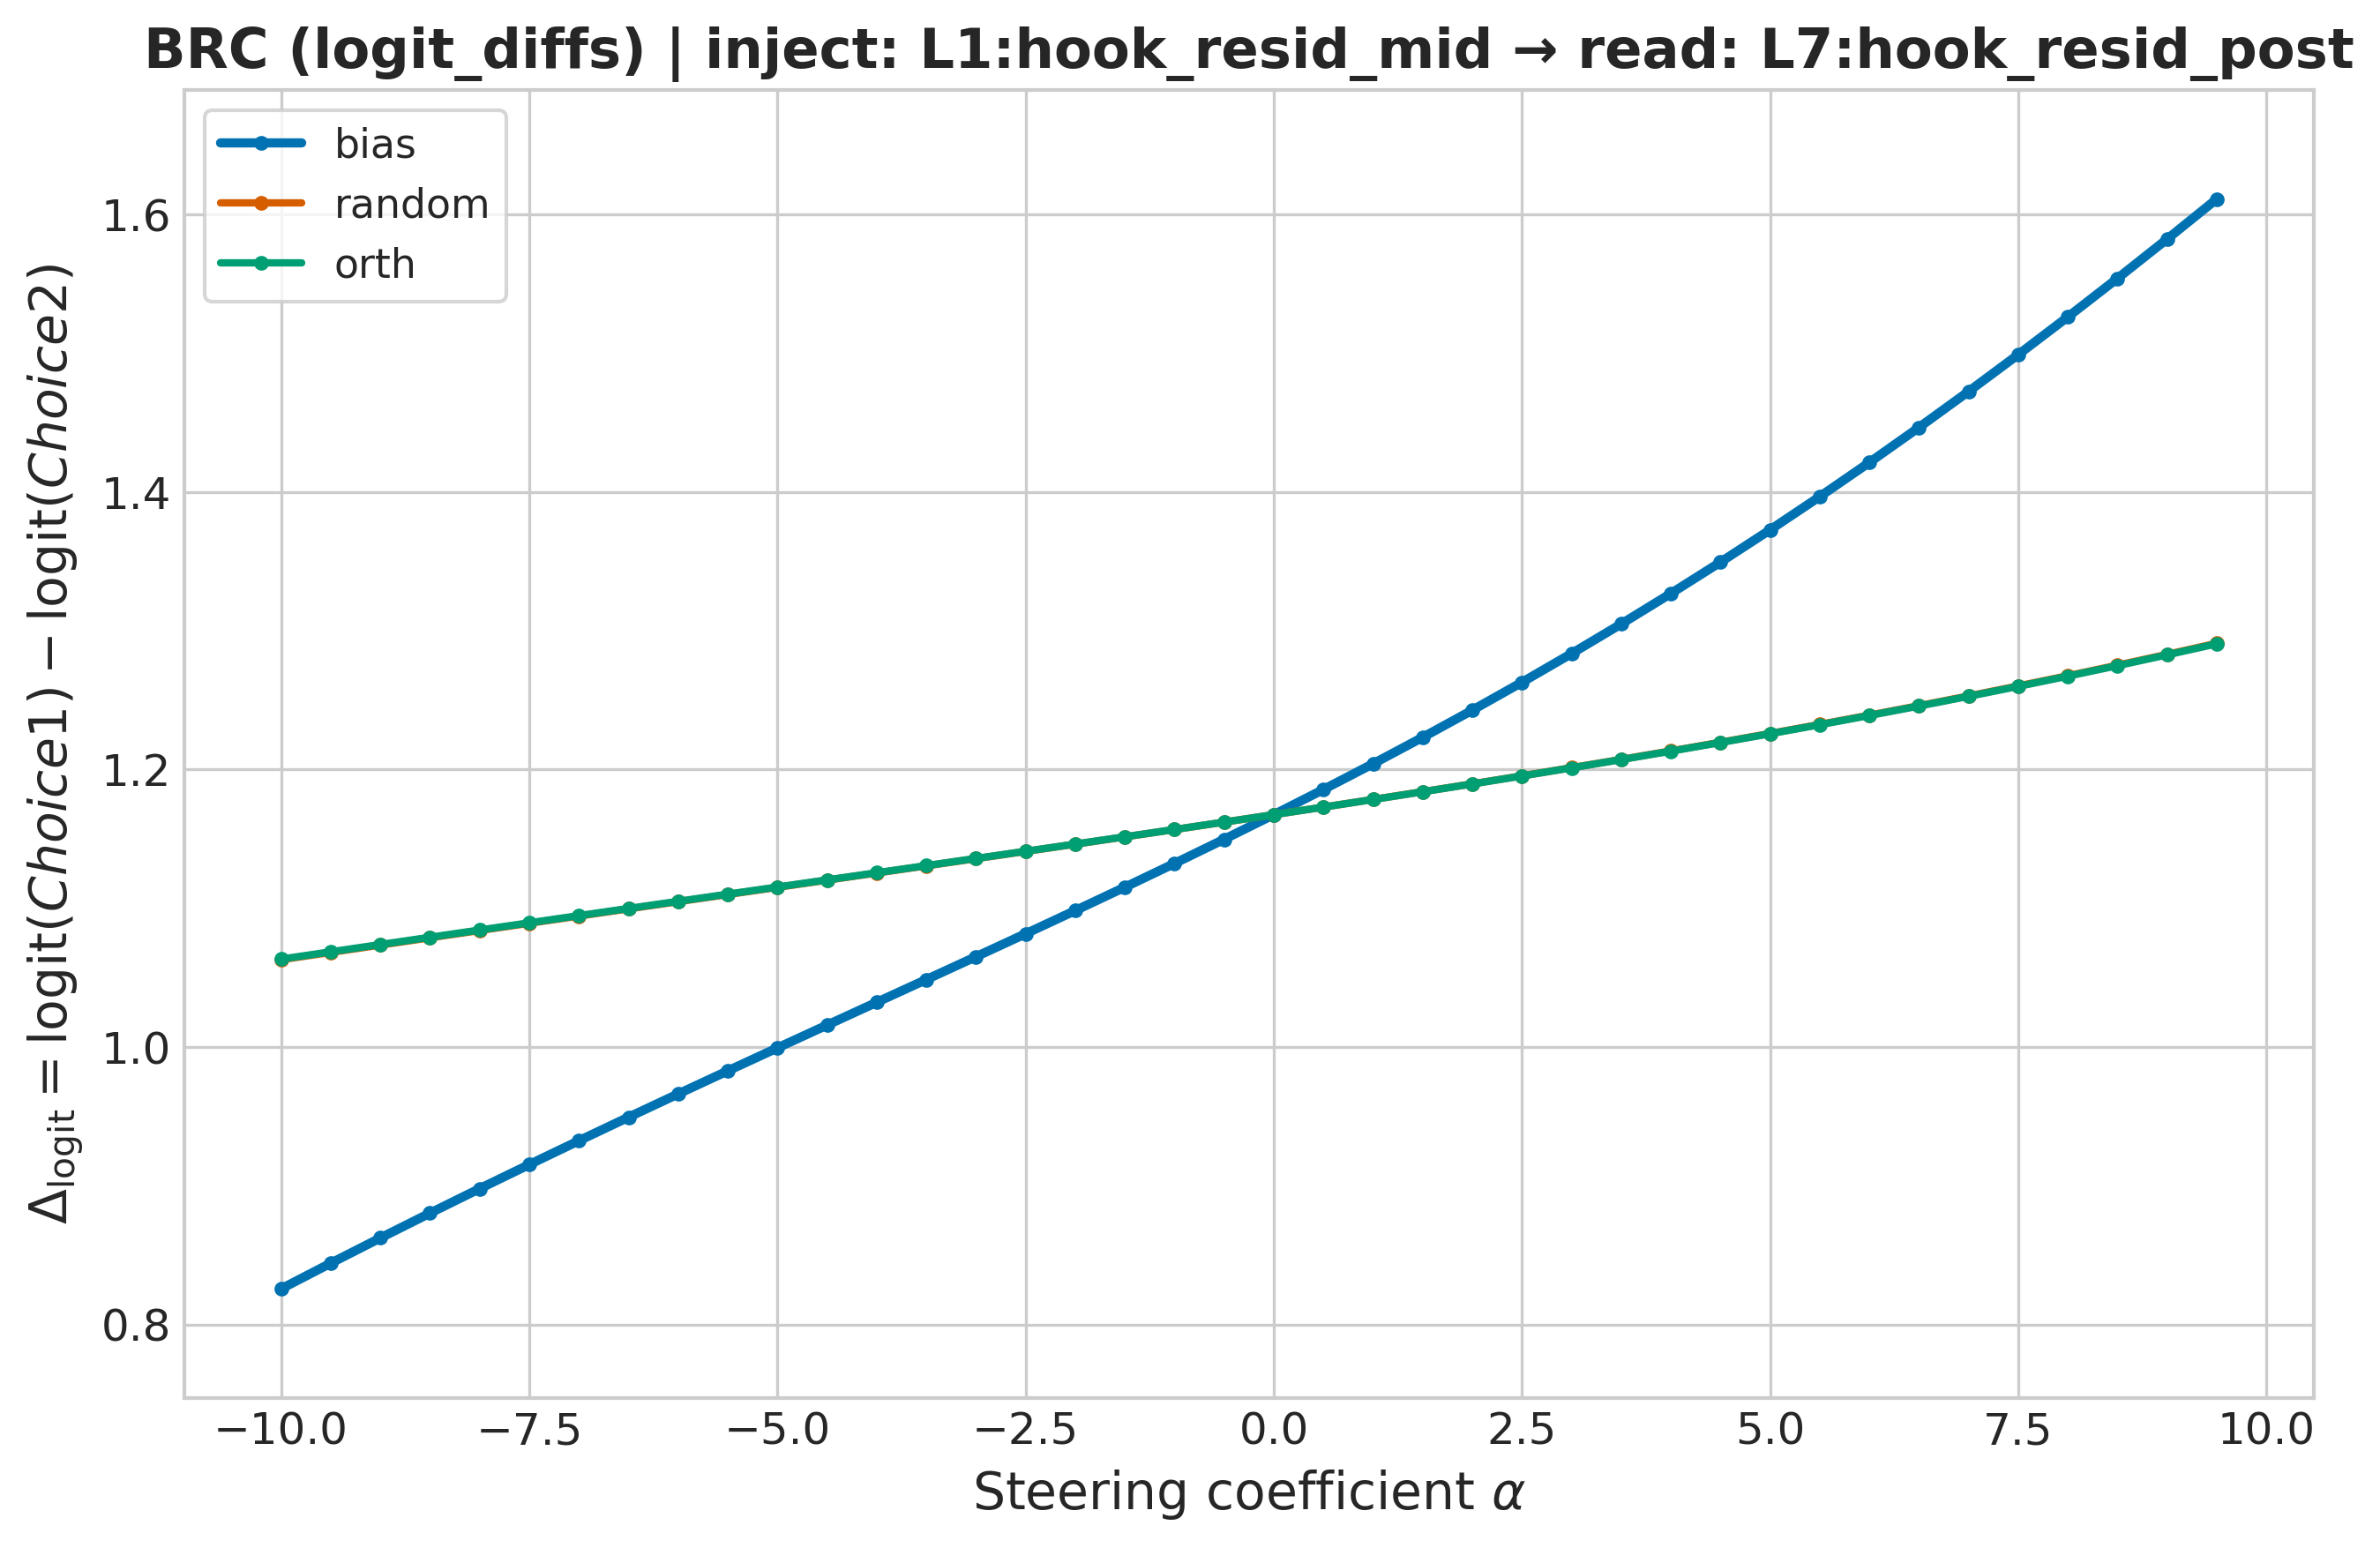 BRC (logit_diffs) | inject: L1:hook_resid_mid → read: L7:hook_resid_post
bias
random
orth
Δlogit = logit(Choice1) − logit(Choice2)
1.6
1.4
1.2
1.0
0.8
−10.0 −7.5 −5.0 −2.5 0.0 2.5 5.0 7.5 10.0
Steering coefficient α